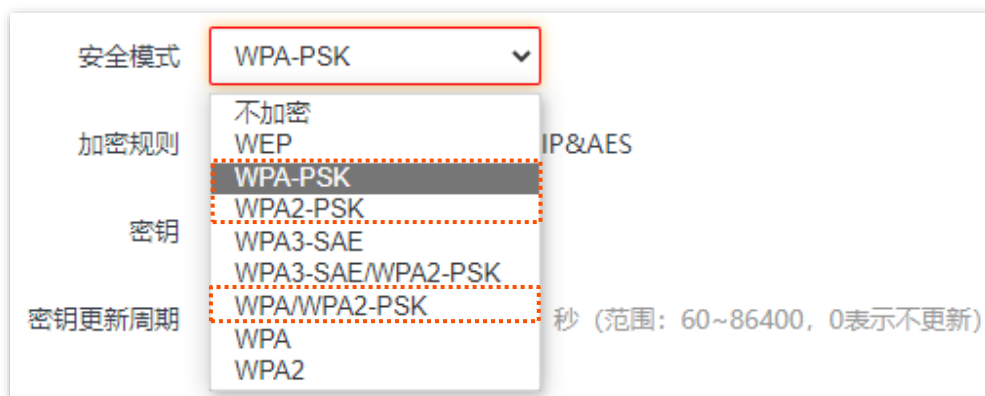 安全模式 WPA-PSK
不加密
加密规则 WEP IP&AES
WPA-PSK
WPA2-PSK
密钥
WPA3-SAE
WPA3-SAE/WPA2-PSK
WPA/WPA2-PSK
密钥更新周期 秒 (范围：60~86400，0表示不更新)
WPA
WPA2